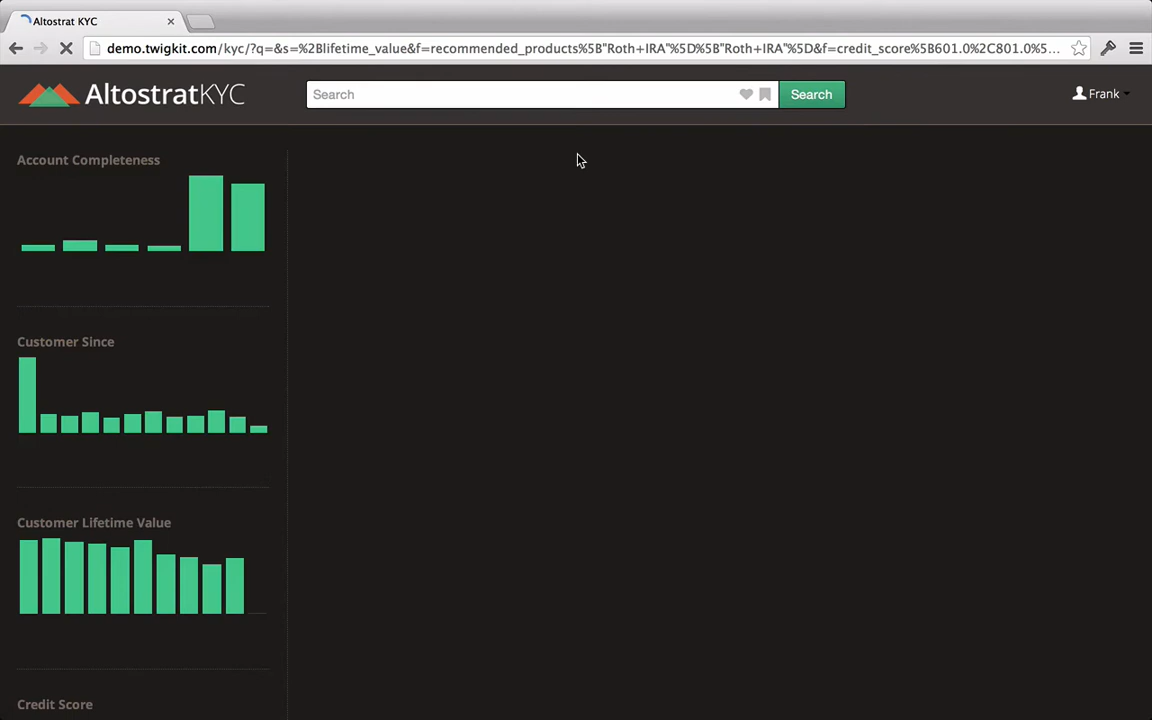 Altostrat KYC
demo.twigkit.com/kyc/?q=&s=%2Blifetime_value&f=recommended_products%5B"Roth+IRA"%5D%5B"Roth+IRA"%5D&f=credit_score%5B601.0%2C801.0%5...
AltostratKYC
Search
Search
Frank
Account Completeness
Customer Since
Customer Lifetime Value
Credit Score